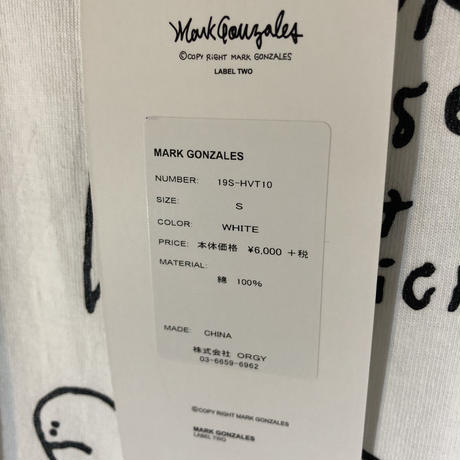 Mark Gonzales
©COPY RIGHT MARK GONZALES
LABEL TWO
MARK GONZALES
NUMBER: 19S-HVT10
SIZE: S
COLOR: WHITE
PRICE: 本体価格 ¥6,000 +税
MATERIAL:
綿 100%
MADE: CHINA
株式会社 ORGY
03-6659-6962
©COPY RIGHT MARK GONZALES
MARK GONZALES
LABEL TWO